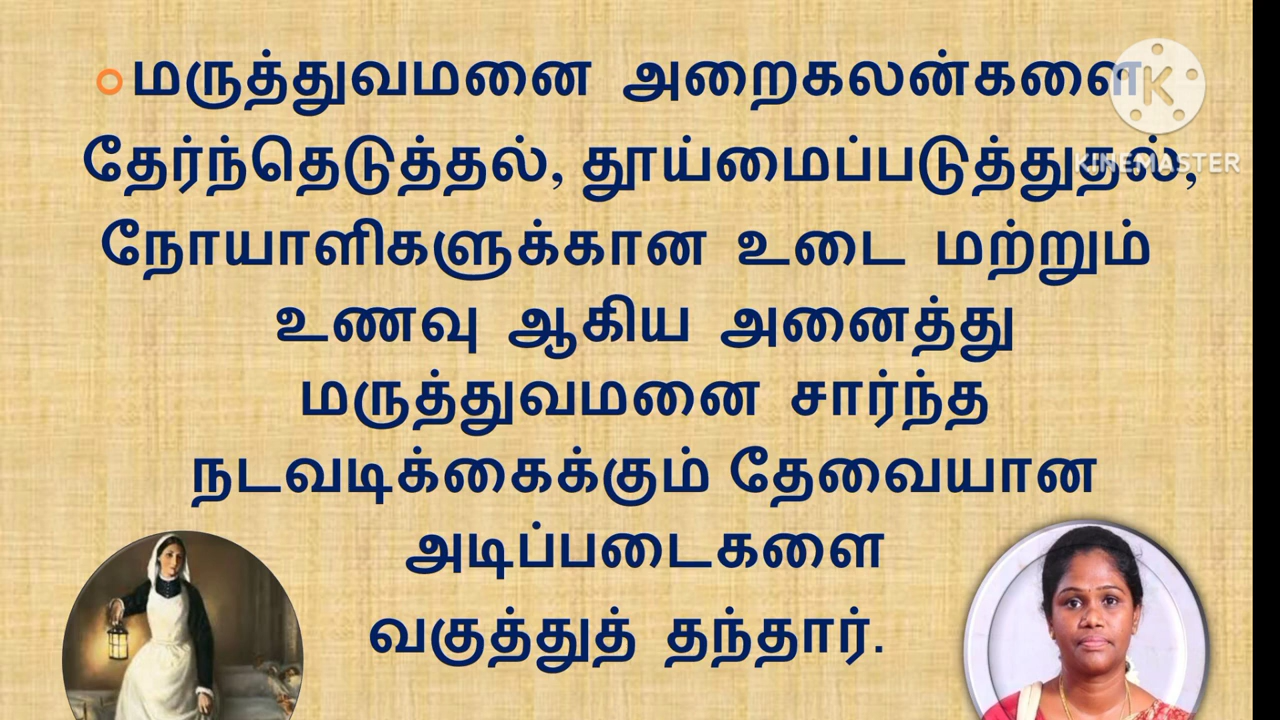 மருத்துவமனை அறைகலன்களை
தேர்ந்தெடுத்தல், தூய்மைப்படுத்துதல்,
நோயாளிகளுக்கான உடை மற்றும்
உணவு ஆகிய அனைத்து
மருத்துவமனை சார்ந்த
நடவடிக்கைக்கும் தேவையான
அடிப்படைகளை
வகுத்துத் தந்தார்.
K
KINEMASTER